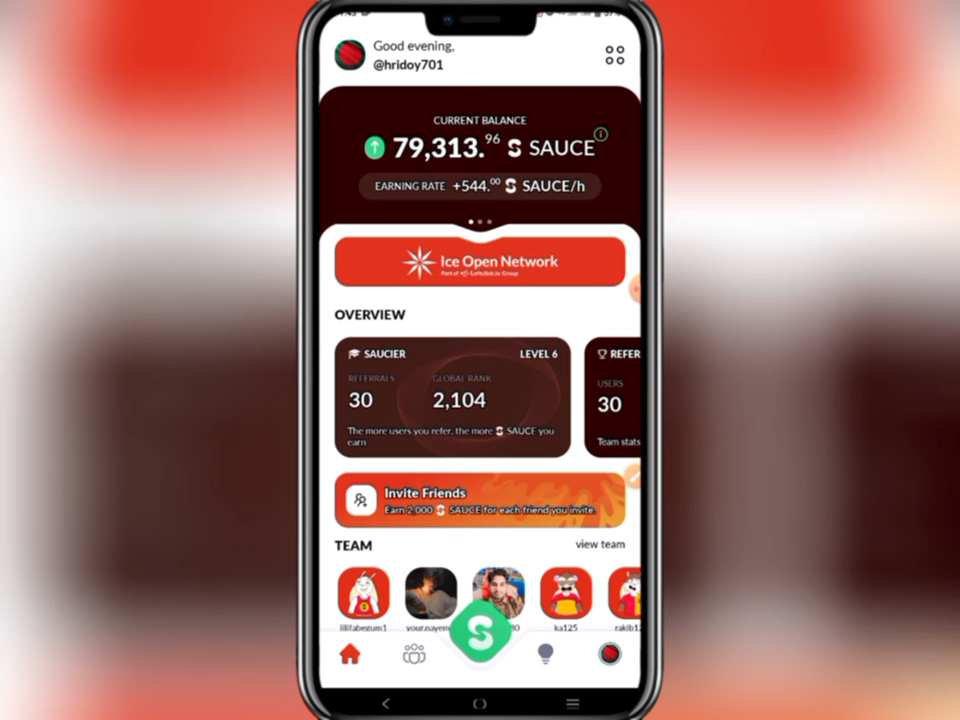 Good evening,
@hridoy701
CURRENT BALANCE
79,313.96 SAUCE
EARNING RATE +544.00 SAUCE/h
Ice Open Network
Part of Leftclick.io Group
OVERVIEW
SAUCIER LEVEL 6
REFERRALS GLOBAL RANK
30 2,104
The more users you refer, the more SAUCE you
earn
REFER
USERS
30
Team stats
Invite Friends
Earn 2,000 SAUCE for each friend you invite.
TEAM view team
lilifabegum1 your.nayem ka125 rakib12